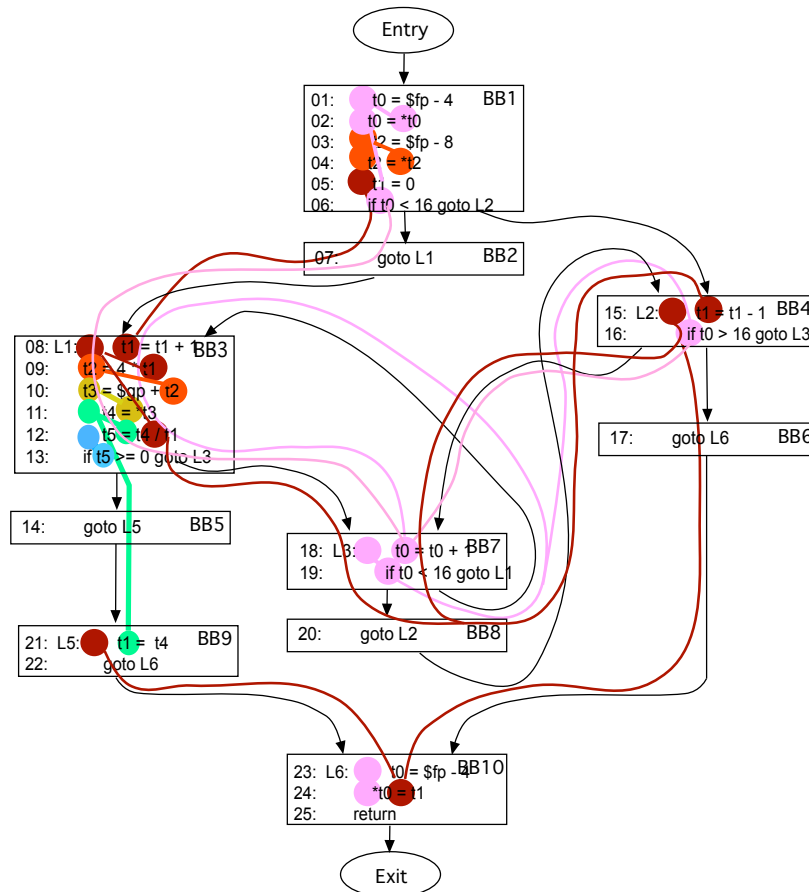 Entry
01: t0 = $fp - 4 BB1
02: t0 = *t0
03: t2 = $fp - 8
04: t2 = *t2
05: t1 = 0
06: if t0 < 16 goto L2
07: goto L1 BB2
08: L1: t1 = t1 + 1 BB3
09: t2 = 4 * t1
10: t3 = $gp + t2
11: t4 = *t3
12: t5 = t4 / t1
13: if t5 >= 0 goto L3
15: L2: t1 = t1 - 1 BB4
16: if t0 > 16 goto L3
17: goto L6 BB6
14: goto L5 BB5
18: L3: t0 = t0 + 1 BB7
19: if t0 < 16 goto L1
20: goto L2 BB8
21: L5: t1 = t4 BB9
22: goto L6
23: L6: t0 = $fp - 4 BB10
24: *t0 = t1
25: return
Exit